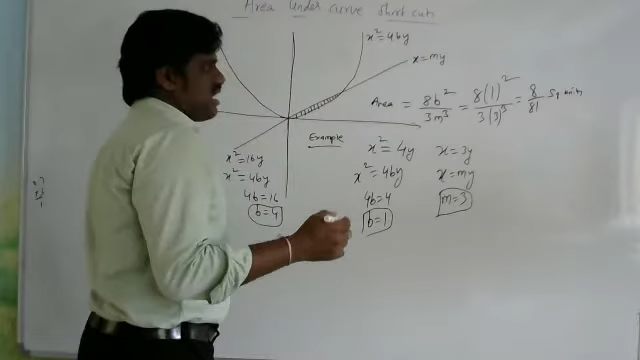 Area Under curve Short cuts
x² = 4by
x = my
Area = 8b²/3m³ = 8(1)²/3(3)³ = 8/81 Sq units
Example
x² = 16y
x² = 4by
4b = 16
b = 4
x² = 4y
x² = 4by
4b = 4
b = 1
x = 3y
x = my
m = 3